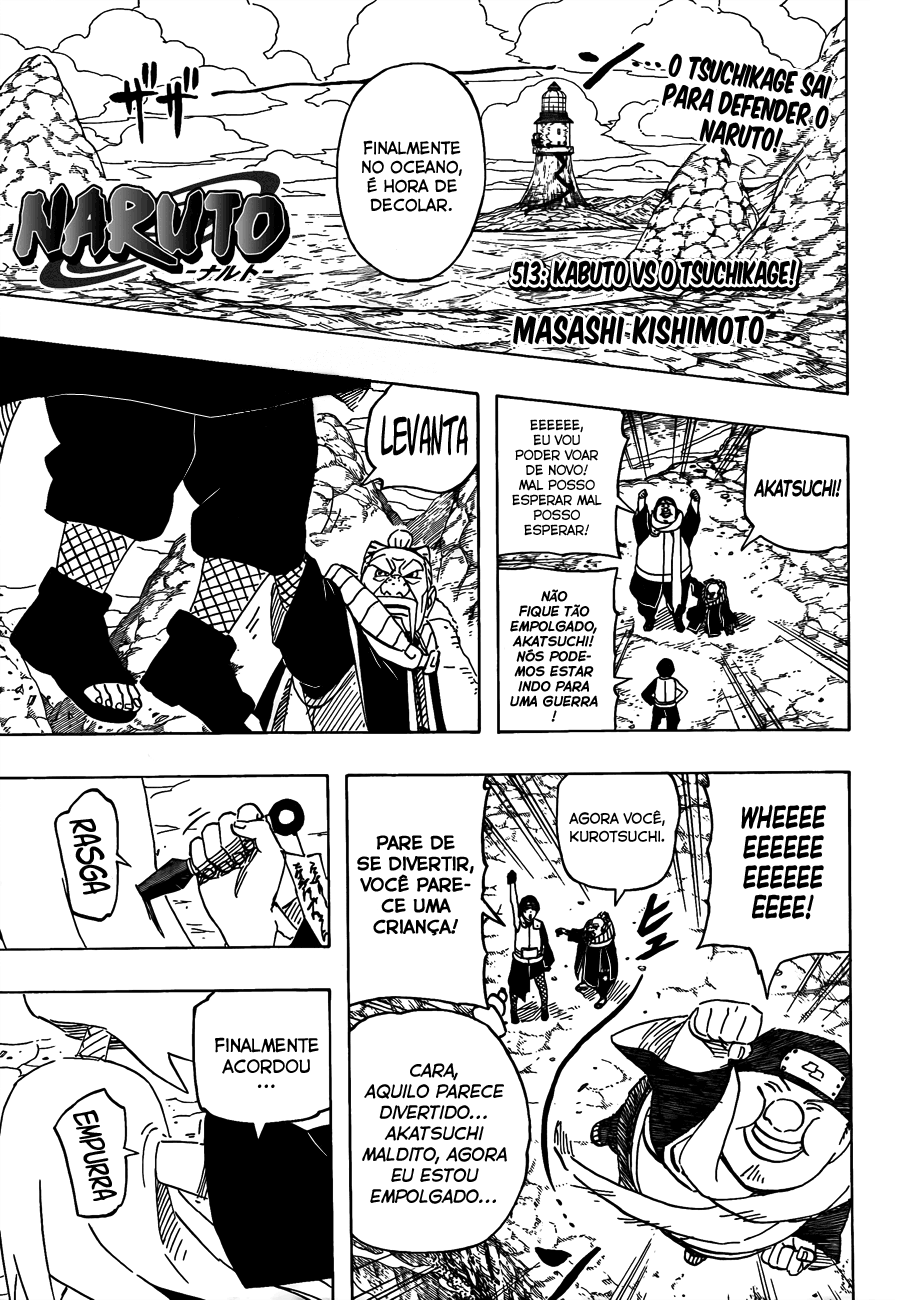 ...O TSUCHIKAGE SAI
PARA DEFENDER O
NARUTO!
ザザ
FINALMENTE
NO OCEANO,
É HORA DE
DECOLAR.
NARUTO
-ナルト-
513: KABUTO VS O TSUCHIKAGE!
MASASHI KISHIMOTO
AKATSUCHI!
EEEEEE,
EU VOU
PODER VOAR
DE NOVO!
MAL POSSO
ESPERAR MAL
POSSO
ESPERAR!
NÃO
FIQUE TÃO
EMPOLGADO,
AKATSUCHI!
NÓS PODE-
MOS ESTAR
INDO PARA
UMA GUERRA
!
LEVANTA
WHEEEE
EEEEEE
EEEEEE
EEEE!
AGORA VOCÊ,
KUROTSUCHI.
ヒュ
PARE DE
SE DIVERTIR,
VOCÊ PARE-
CE UMA
CRIANÇA!
CARA,
AQUILO PARECE
DIVERTIDO...
AKATSUCHI
MALDITO, AGORA
EU ESTOU
EMPOLGADO...
RASGA
FINALMENTE
ACORDOU
...
EMPURRA